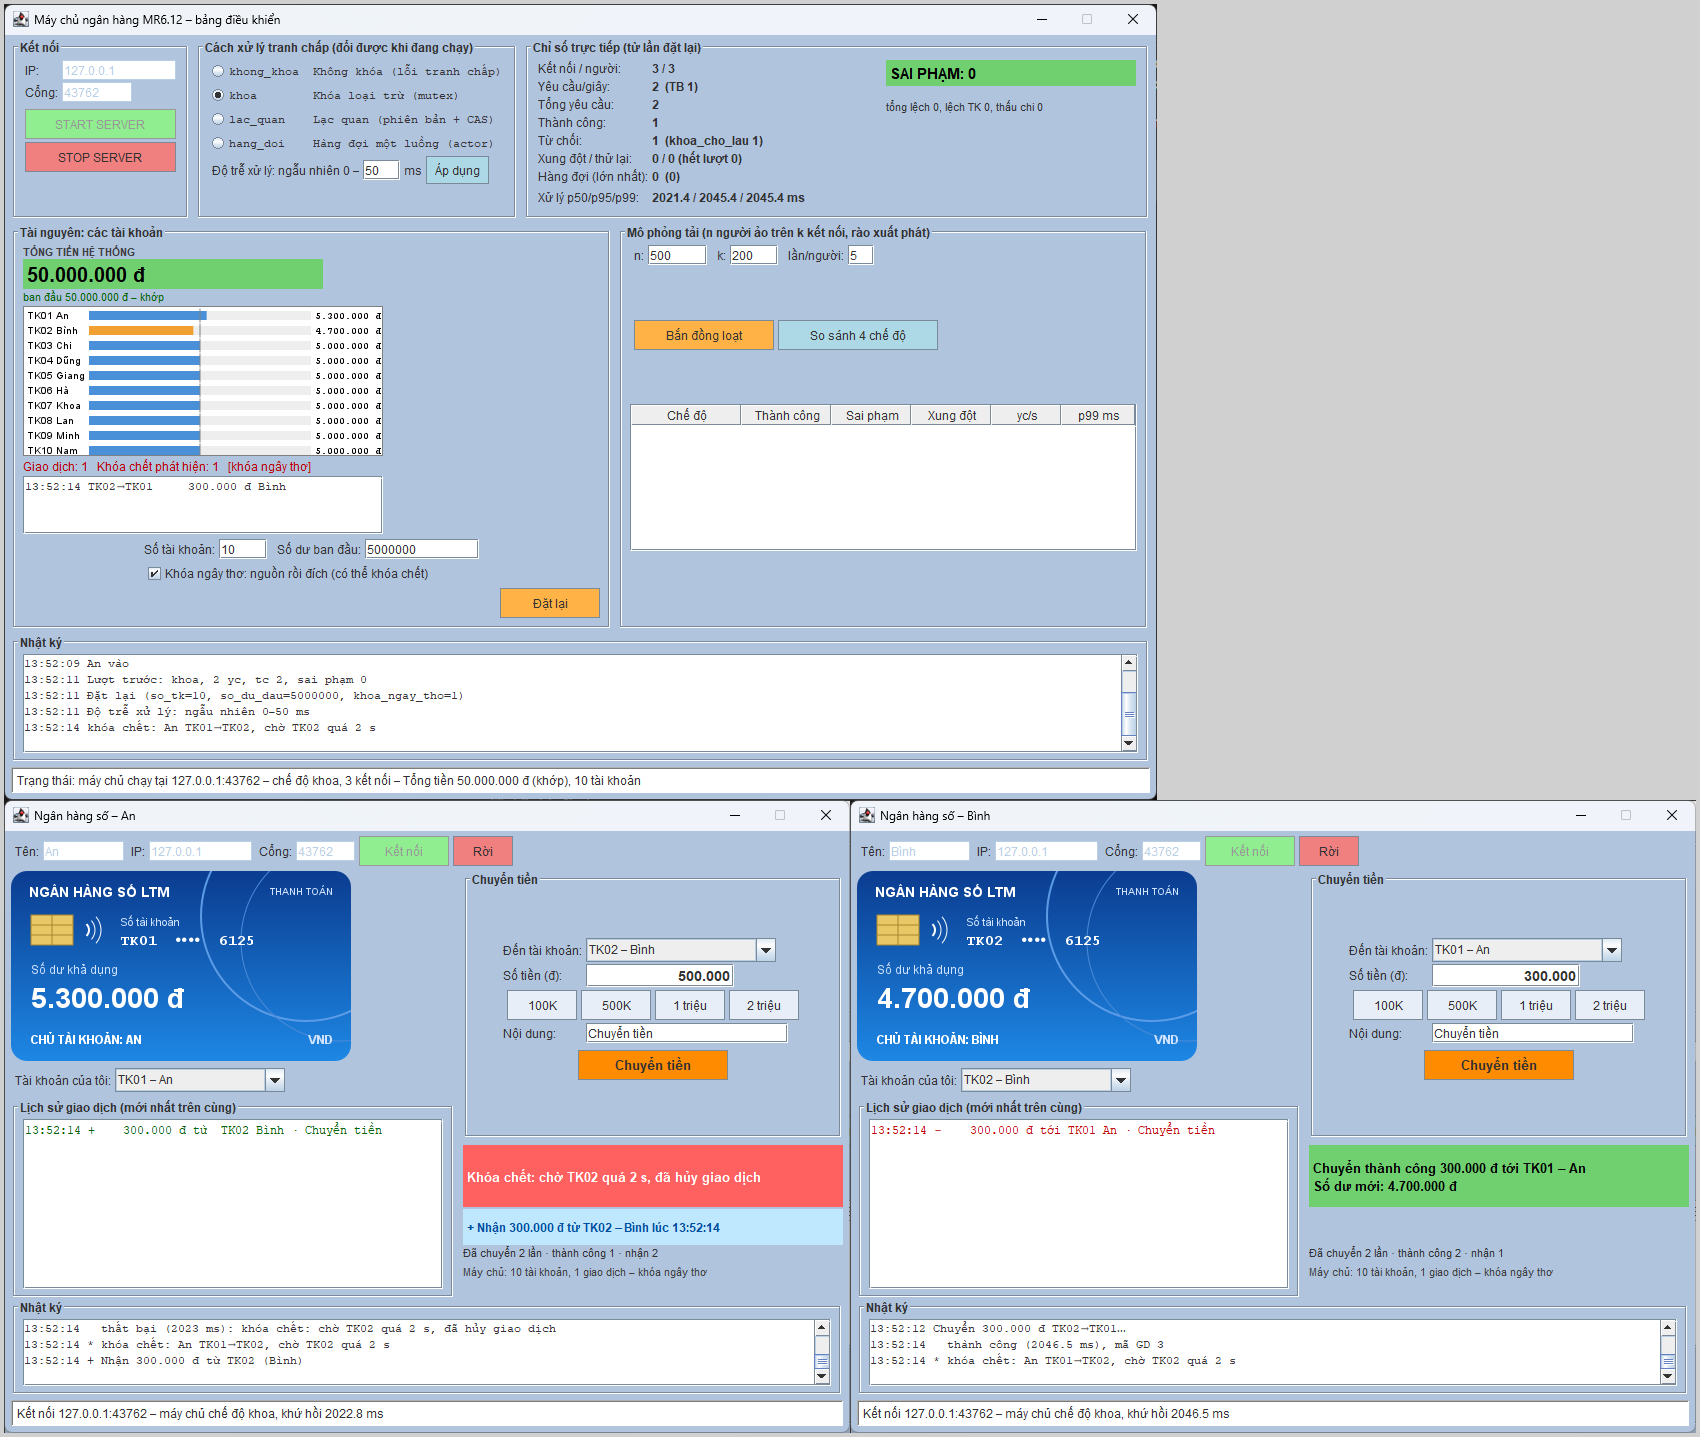 Máy chủ ngân hàng MR6.12 – bảng điều khiển
Kết nối
IP: 127.0.0.1
Cổng: 43762
START SERVER
STOP SERVER
Cách xử lý tranh chấp (đổi được khi đang chạy)
khong_khoa Không khóa (lỗi tranh chấp)
khoa Khóa loại trừ (mutex)
lac_quan Lạc quan (phiên bản + CAS)
hang_doi Hàng đợi một luồng (actor)
Độ trễ xử lý: ngẫu nhiên 0 – 50 ms Áp dụng
Chỉ số trực tiếp (từ lần đặt lại)
Kết nối / người: 3 / 3
Yêu cầu/giây: 2 (TB 1)
Tổng yêu cầu: 2
Thành công: 1
Từ chối: 1 (khoa_cho_lau 1)
Xung đột / thử lại: 0 / 0 (hết lượt 0)
Hàng đợi (lớn nhất): 0 (0)
Xử lý p50/p95/p99: 2021.4 / 2045.4 / 2045.4 ms
SAI PHẠM: 0
tổng lệch 0, lệch TK 0, thấu chi 0
Tài nguyên: các tài khoản
TỔNG TIỀN HỆ THỐNG
50.000.000 đ
ban đầu 50.000.000 đ – khớp
TK01 An 5.300.000 đ
TK02 Bình 4.700.000 đ
TK03 Chi 5.000.000 đ
TK04 Dũng 5.000.000 đ
TK05 Giang 5.000.000 đ
TK06 Hà 5.000.000 đ
TK07 Khoa 5.000.000 đ
TK08 Lan 5.000.000 đ
TK09 Minh 5.000.000 đ
TK10 Nam 5.000.000 đ
Giao dịch: 1 Khóa chết phát hiện: 1 [khóa ngây thơ]
13:52:14 TK02→TK01 300.000 đ Bình
Số tài khoản: 10 Số dư ban đầu: 5000000
Khóa ngây thơ: nguồn rồi đích (có thể khóa chết)
Đặt lại
Mô phỏng tải (n người ảo trên k kết nối, rào xuất phát)
n: 500 k: 200 lần/người: 5
Bắn đồng loạt So sánh 4 chế độ
Chế độ Thành công Sai phạm Xung đột yc/s p99 ms
Nhật ký
13:52:09 An vào
13:52:11 Lượt trước: khoa, 2 yc, tc 2, sai phạm 0
13:52:11 Đặt lại (so_tk=10, so_du_dau=5000000, khoa_ngay_tho=1)
13:52:11 Độ trễ xử lý: ngẫu nhiên 0–50 ms
13:52:14 khóa chết: An TK01→TK02, chờ TK02 quá 2 s
Trạng thái: máy chủ chạy tại 127.0.0.1:43762 – chế độ khoa, 3 kết nối – Tổng tiền 50.000.000 đ (khớp), 10 tài khoản
Ngân hàng số – An
Tên: An IP: 127.0.0.1 Cổng: 43762 Kết nối Rời
NGÂN HÀNG SỐ LTM THANH TOÁN
Số tài khoản
TK01 •••• 6125
Số dư khả dụng
5.300.000 đ
CHỦ TÀI KHOẢN: AN VND
Tài khoản của tôi: TK01 – An
Chuyển tiền
Đến tài khoản: TK02 – Bình
Số tiền (đ): 500.000
100K 500K 1 triệu 2 triệu
Nội dung: Chuyển tiền
Chuyển tiền
Lịch sử giao dịch (mới nhất trên cùng)
13:52:14 + 300.000 đ từ TK02 Bình · Chuyển tiền
Khóa chết: chờ TK02 quá 2 s, đã hủy giao dịch
+ Nhận 300.000 đ từ TK02 – Bình lúc 13:52:14
Đã chuyển 2 lần · thành công 1 · nhận 2
Máy chủ: 10 tài khoản, 1 giao dịch – khóa ngây thơ
Nhật ký
13:52:14 thất bại (2023 ms): khóa chết: chờ TK02 quá 2 s, đã hủy giao dịch
13:52:14 * khóa chết: An TK01→TK02, chờ TK02 quá 2 s
13:52:14 + Nhận 300.000 đ từ TK02 (Bình)
Kết nối 127.0.0.1:43762 – máy chủ chế độ khoa, khứ hồi 2022.8 ms
Ngân hàng số – Bình
Tên: Bình IP: 127.0.0.1 Cổng: 43762 Kết nối Rời
NGÂN HÀNG SỐ LTM THANH TOÁN
Số tài khoản
TK02 •••• 6125
Số dư khả dụng
4.700.000 đ
CHỦ TÀI KHOẢN: BÌNH VND
Tài khoản của tôi: TK02 – Bình
Chuyển tiền
Đến tài khoản: TK01 – An
Số tiền (đ): 300.000
100K 500K 1 triệu 2 triệu
Nội dung: Chuyển tiền
Chuyển tiền
Lịch sử giao dịch (mới nhất trên cùng)
13:52:14 - 300.000 đ tới TK01 An · Chuyển tiền
Chuyển thành công 300.000 đ tới TK01 – An
Số dư mới: 4.700.000 đ
Đã chuyển 2 lần · thành công 2 · nhận 1
Máy chủ: 10 tài khoản, 1 giao dịch – khóa ngây thơ
Nhật ký
13:52:12 Chuyển 300.000 đ TK02→TK01…
13:52:14 thành công (2046.5 ms), mã GD 3
13:52:14 * khóa chết: An TK01→TK02, chờ TK02 quá 2 s
Kết nối 127.0.0.1:43762 – máy chủ chế độ khoa, khứ hồi 2046.5 ms